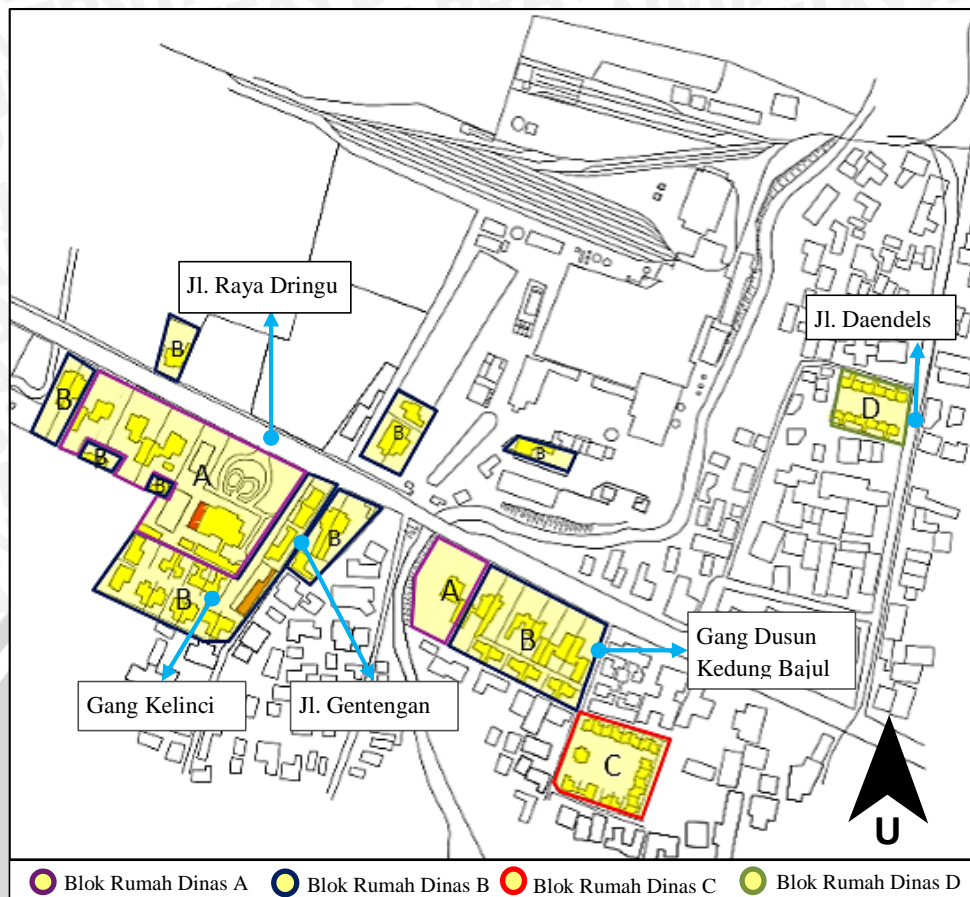 Jl. Raya Dringu
Jl. Daendels
B
B
B
D
B
B
A
B
B
B
A
B
Gang Dusun
Kedung Bajul
Gang Kelinci
Jl. Gentengan
C
U
Blok Rumah Dinas A
Blok Rumah Dinas B
Blok Rumah Dinas C
Blok Rumah Dinas D